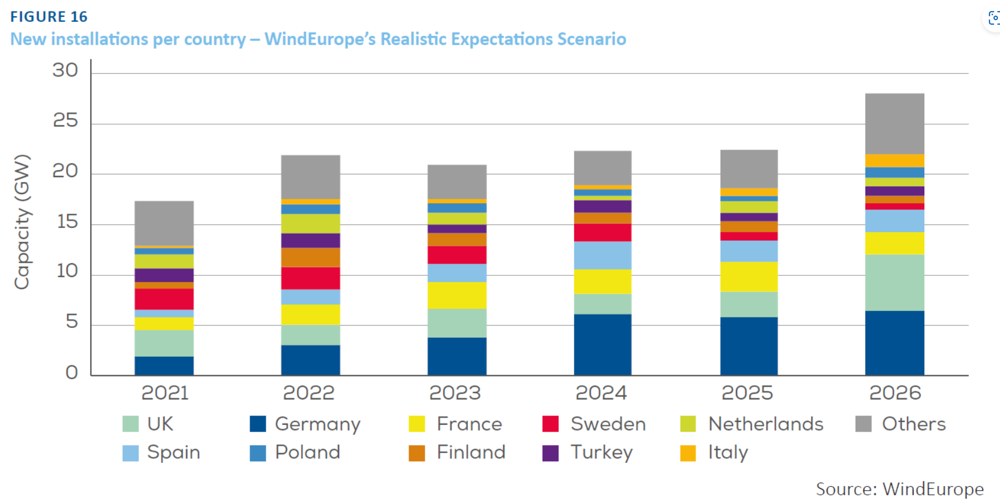 FIGURE 16
New installations per country – WindEurope’s Realistic Expectations Scenario
Capacity (GW)
30
25
20
15
10
5
0
2021 2022 2023 2024 2025 2026
UK Germany France Sweden Netherlands Others
Spain Poland Finland Turkey Italy
Source: WindEurope